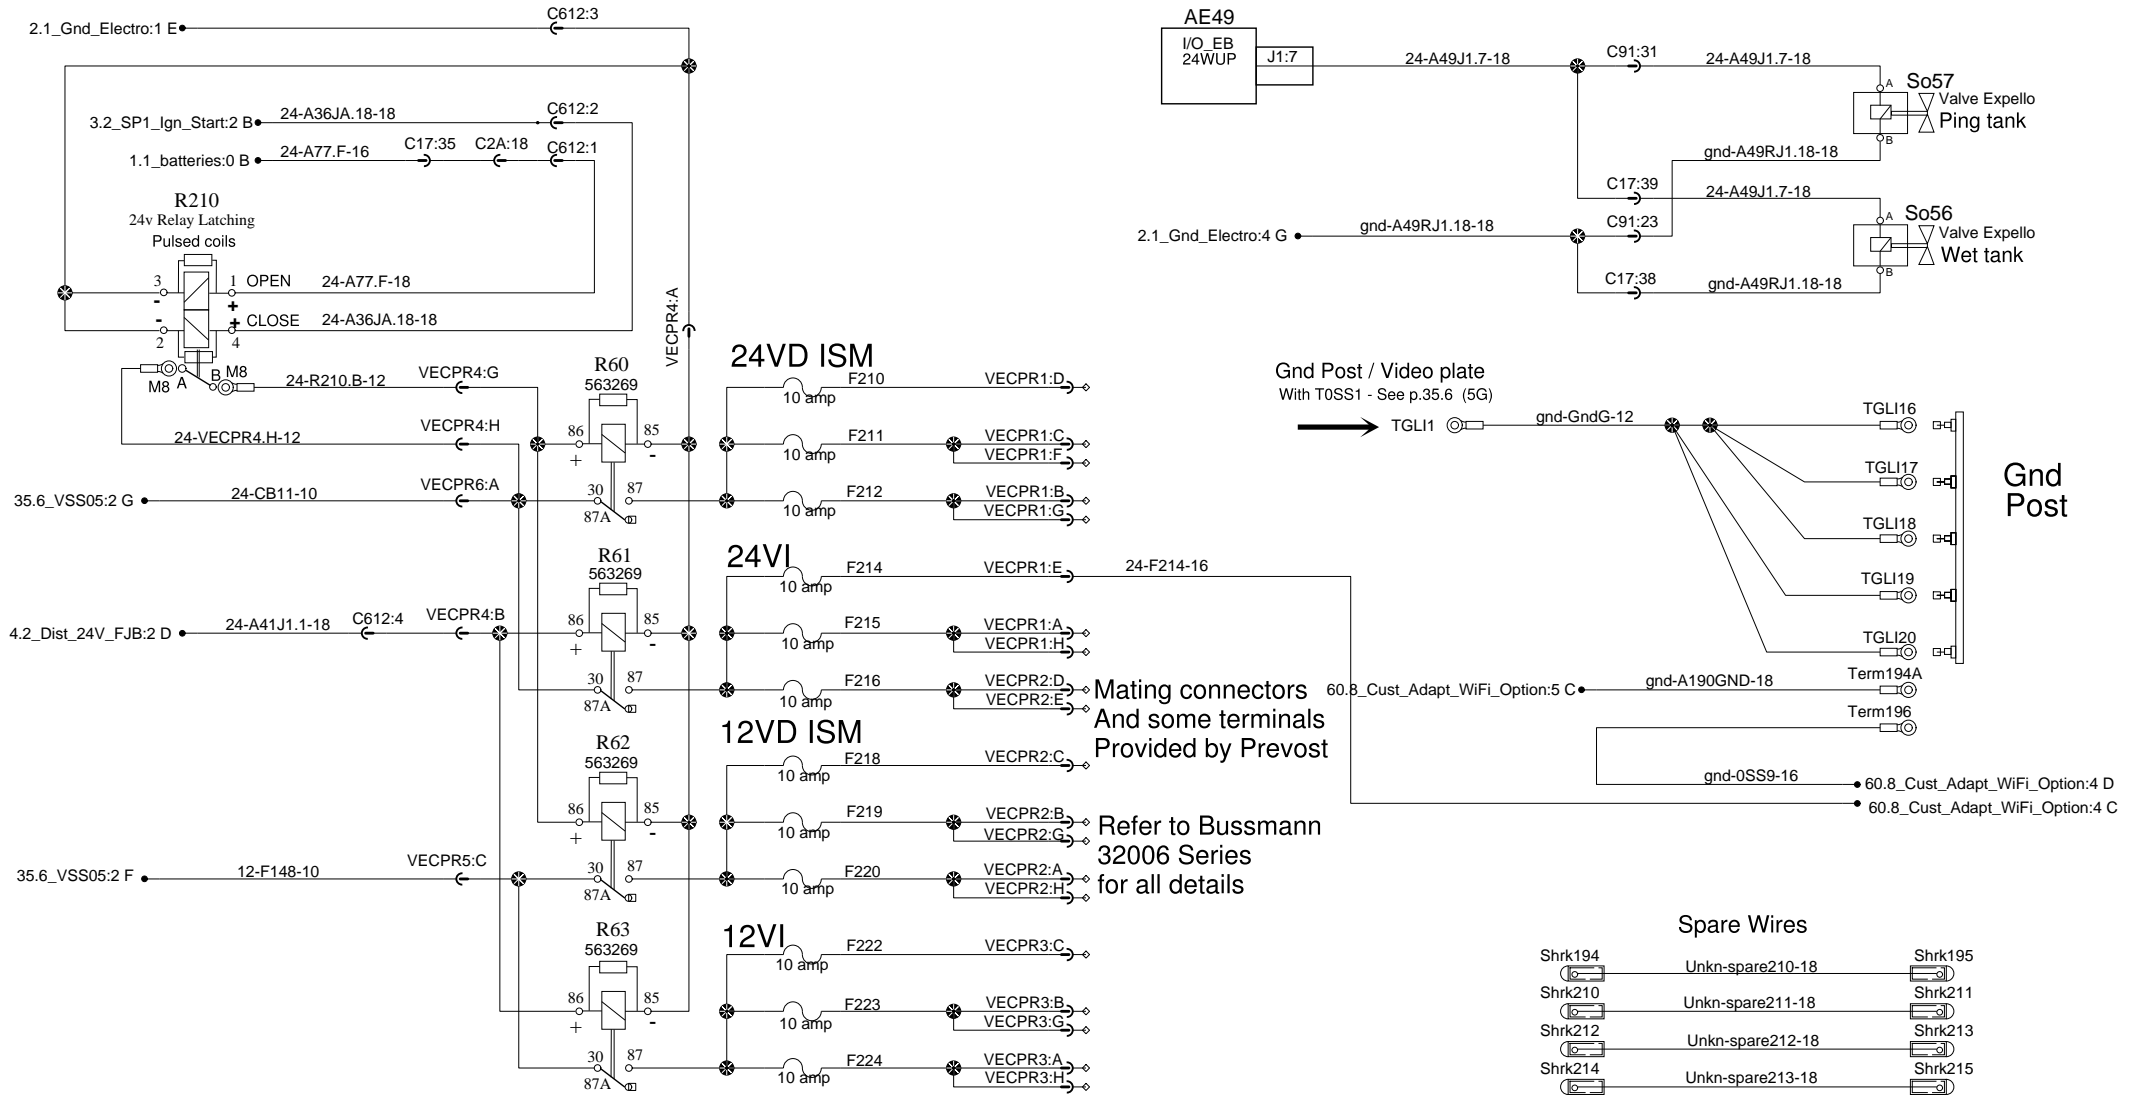 C612:3
2.1_Gnd_Electro:1 E
24-A36JA.18-18
C612:2
3.2_SP1_Ign_Start:2 B
24-A77.F-16
C17:35
C2A:18
C612:1
1.1_batteries:0 B
R210
24v Relay Latching
Pulsed coils
3
1
OPEN
24-A77.F-18
-
+
-
+
CLOSE
24-A36JA.18-18
2
4
M8
A
B
M8
24-R210.B-12
VECPR4:G
24-VECPR4.H-12
VECPR4:H
35.6_VSS05:2 G
24-CB11-10
VECPR6:A
VECPR4:A
R60
563269
86
85
+
-
30
87
87A
24VD ISM
F210
10 amp
VECPR1:D
F211
10 amp
VECPR1:C
VECPR1:F
F212
10 amp
VECPR1:B
VECPR1:G
4.2_Dist_24V_FJB:2 D
24-A41J1.1-18
C612:4
VECPR4:B
R61
563269
86
85
+
-
30
87
87A
24VI
F214
10 amp
VECPR1:E
24-F214-16
F215
10 amp
VECPR1:A
VECPR1:H
F216
10 amp
VECPR2:D
VECPR2:E
Mating connectors
And some terminals
Provided by Prevost
R62
563269
86
85
+
-
30
87
87A
12VD ISM
F218
10 amp
VECPR2:C
F219
10 amp
VECPR2:B
VECPR2:G
F220
10 amp
VECPR2:A
VECPR2:H
Refer to Bussmann
32006 Series
for all details
35.6_VSS05:2 F
12-F148-10
VECPR5:C
R63
563269
86
85
+
-
30
87
87A
12VI
F222
10 amp
VECPR3:C
F223
10 amp
VECPR3:B
VECPR3:G
F224
10 amp
VECPR3:A
VECPR3:H
AE49
I/O_EB
24WUP
J1:7
24-A49J1.7-18
C91:31
24-A49J1.7-18
A
So57
Valve Expello
Ping tank
B
gnd-A49RJ1.18-18
C17:39
24-A49J1.7-18
2.1_Gnd_Electro:4 G
gnd-A49RJ1.18-18
C91:23
A
So56
Valve Expello
Wet tank
B
C17:38
gnd-A49RJ1.18-18
Gnd Post / Video plate
With T0SS1 - See p.35.6 (5G)
TGLI1
gnd-GndG-12
TGLI16
TGLI17
TGLI18
TGLI19
TGLI20
Gnd
Post
60.8_Cust_Adapt_WiFi_Option:5 C
gnd-A190GND-18
Term194A
Term196
gnd-0SS9-16
60.8_Cust_Adapt_WiFi_Option:4 D
60.8_Cust_Adapt_WiFi_Option:4 C
Spare Wires
Shrk194
Unkn-spare210-18
Shrk195
Shrk210
Unkn-spare211-18
Shrk211
Shrk212
Unkn-spare212-18
Shrk213
Shrk214
Unkn-spare213-18
Shrk215